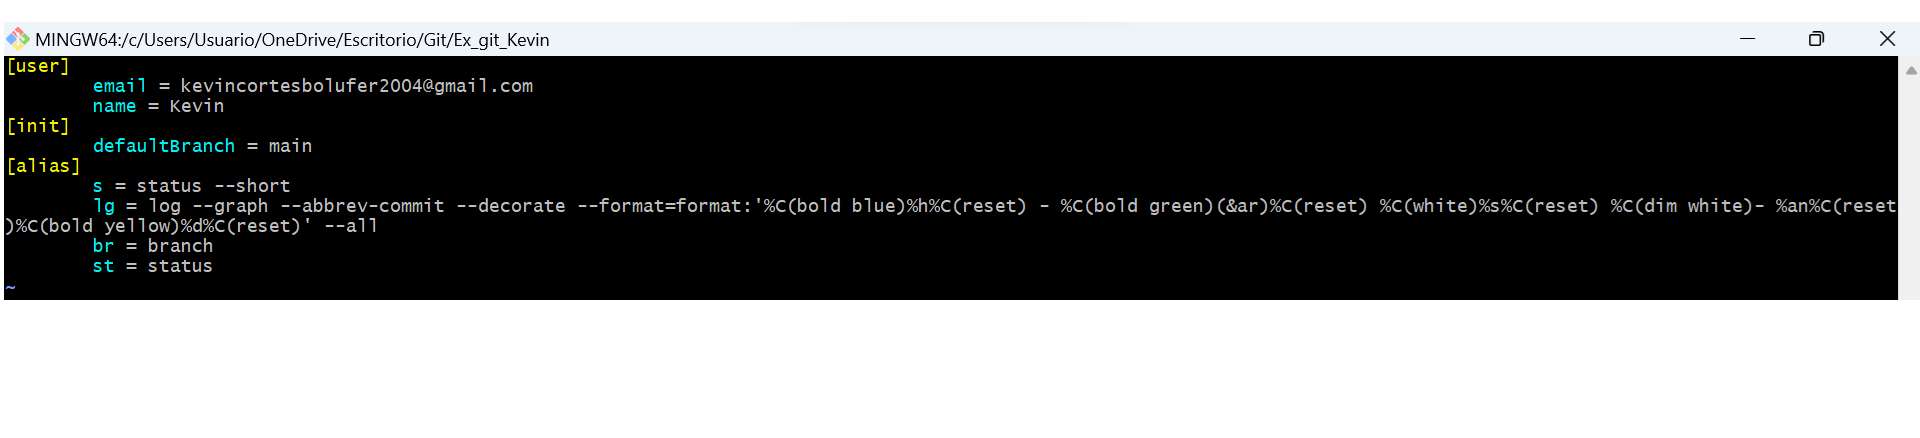 MINGW64:/c/Users/Usuario/OneDrive/Escritorio/Git/Ex_git_Kevin
[user]
email = kevincortesbolufer2004@gmail.com
name = Kevin
[init]
defaultBranch = main
[alias]
s = status --short
lg = log --graph --abbrev-commit --decorate --format=format:'%C(bold blue)%h%C(reset) - %C(bold green)(&ar)%C(reset) %C(white)%s%C(reset) %C(dim white)- %an%C(reset
)%C(bold yellow)%d%C(reset)' --all
br = branch
st = status
~